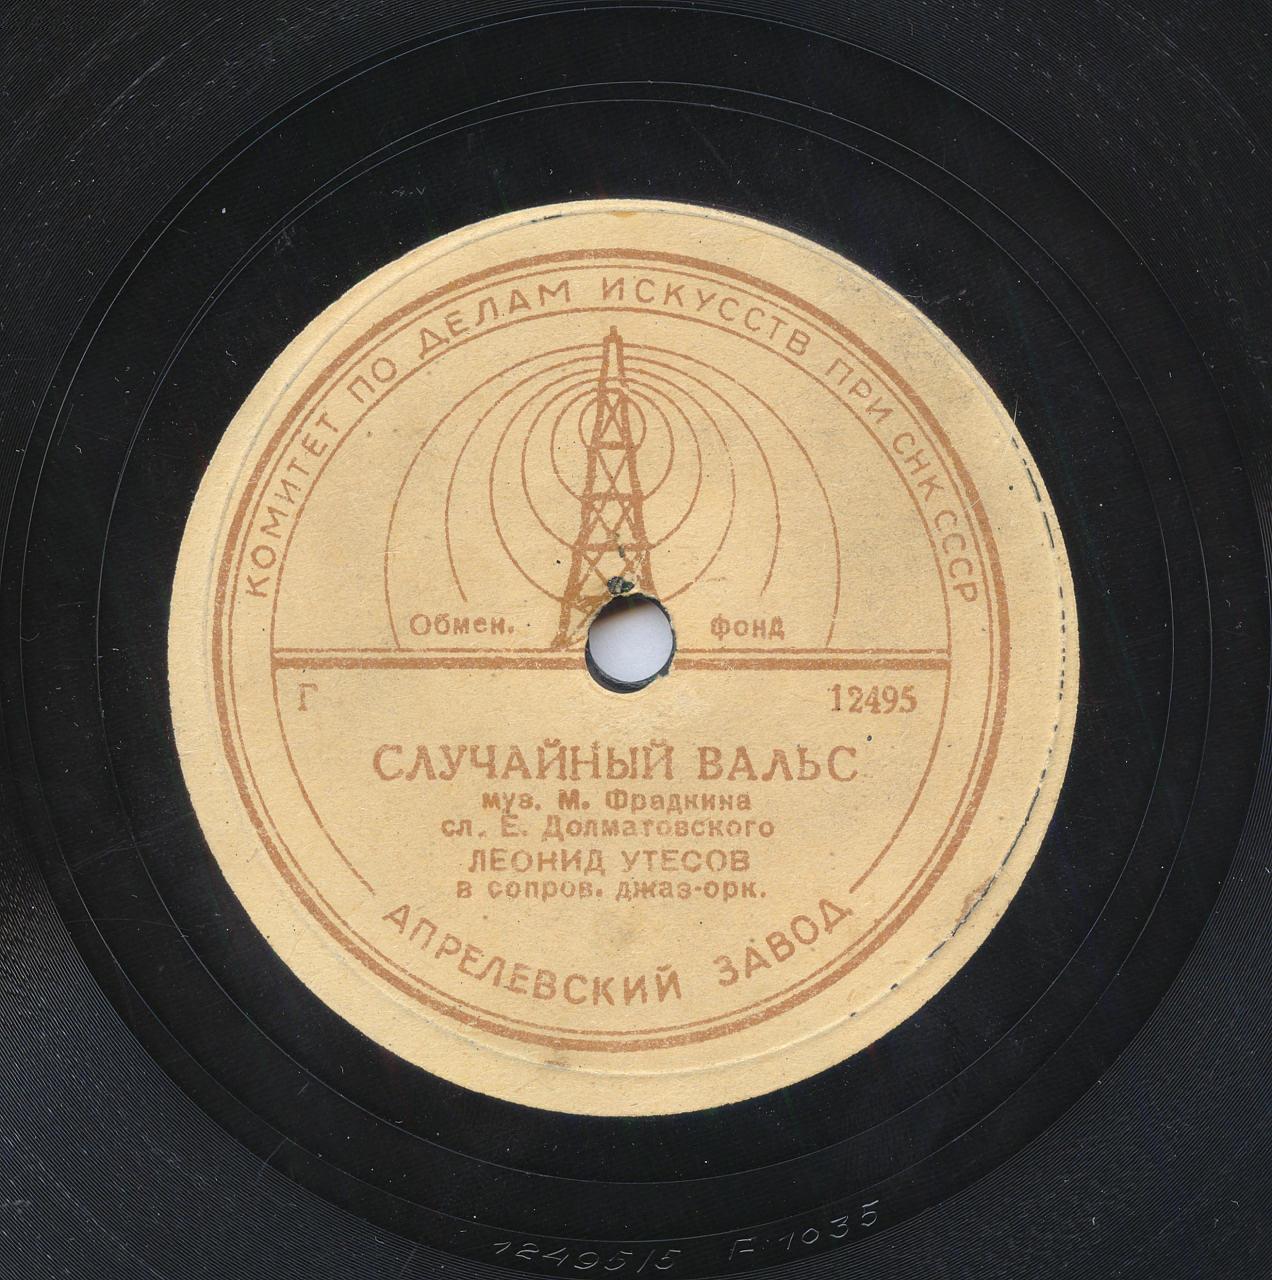 КОМИТЕТ ПО ДЕЛАМ ИСКУССТВ ПРИ СНК СССР
Обмен. фонд
Г 12495
СЛУЧАЙНЫЙ ВАЛЬС
муз. М. Фрадкина
сл. Е. Долматовского
ЛЕОНИД УТЕСОВ
в сопров. джаз-орк.
АПРЕЛЕВСКИЙ ЗАВОД
12495/5 F 1035